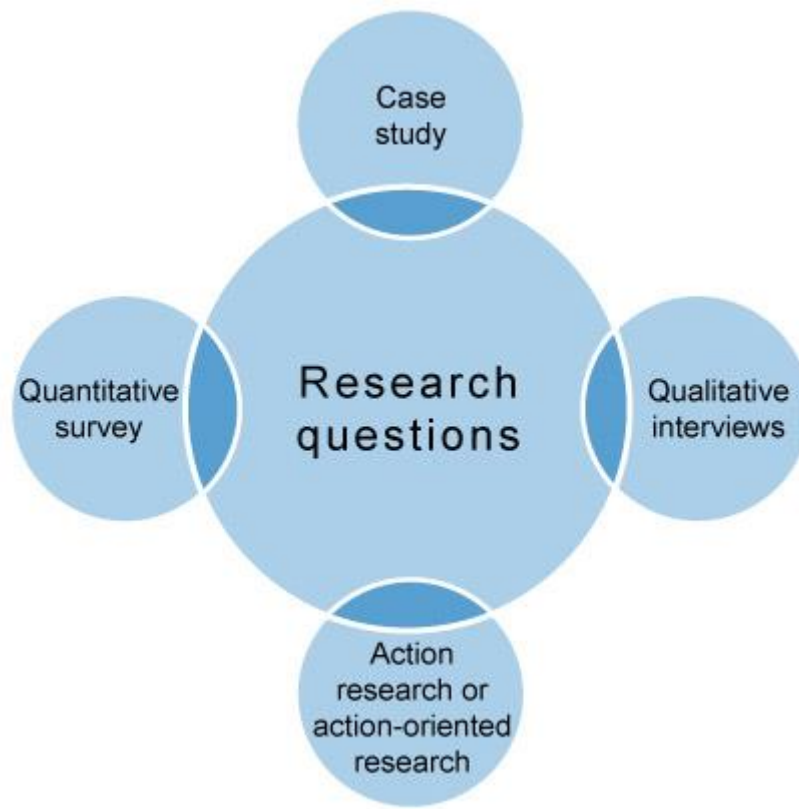 Case
study
Quantitative
survey
Research
questions
Qualitative
interviews
Action
research or
action-oriented
research